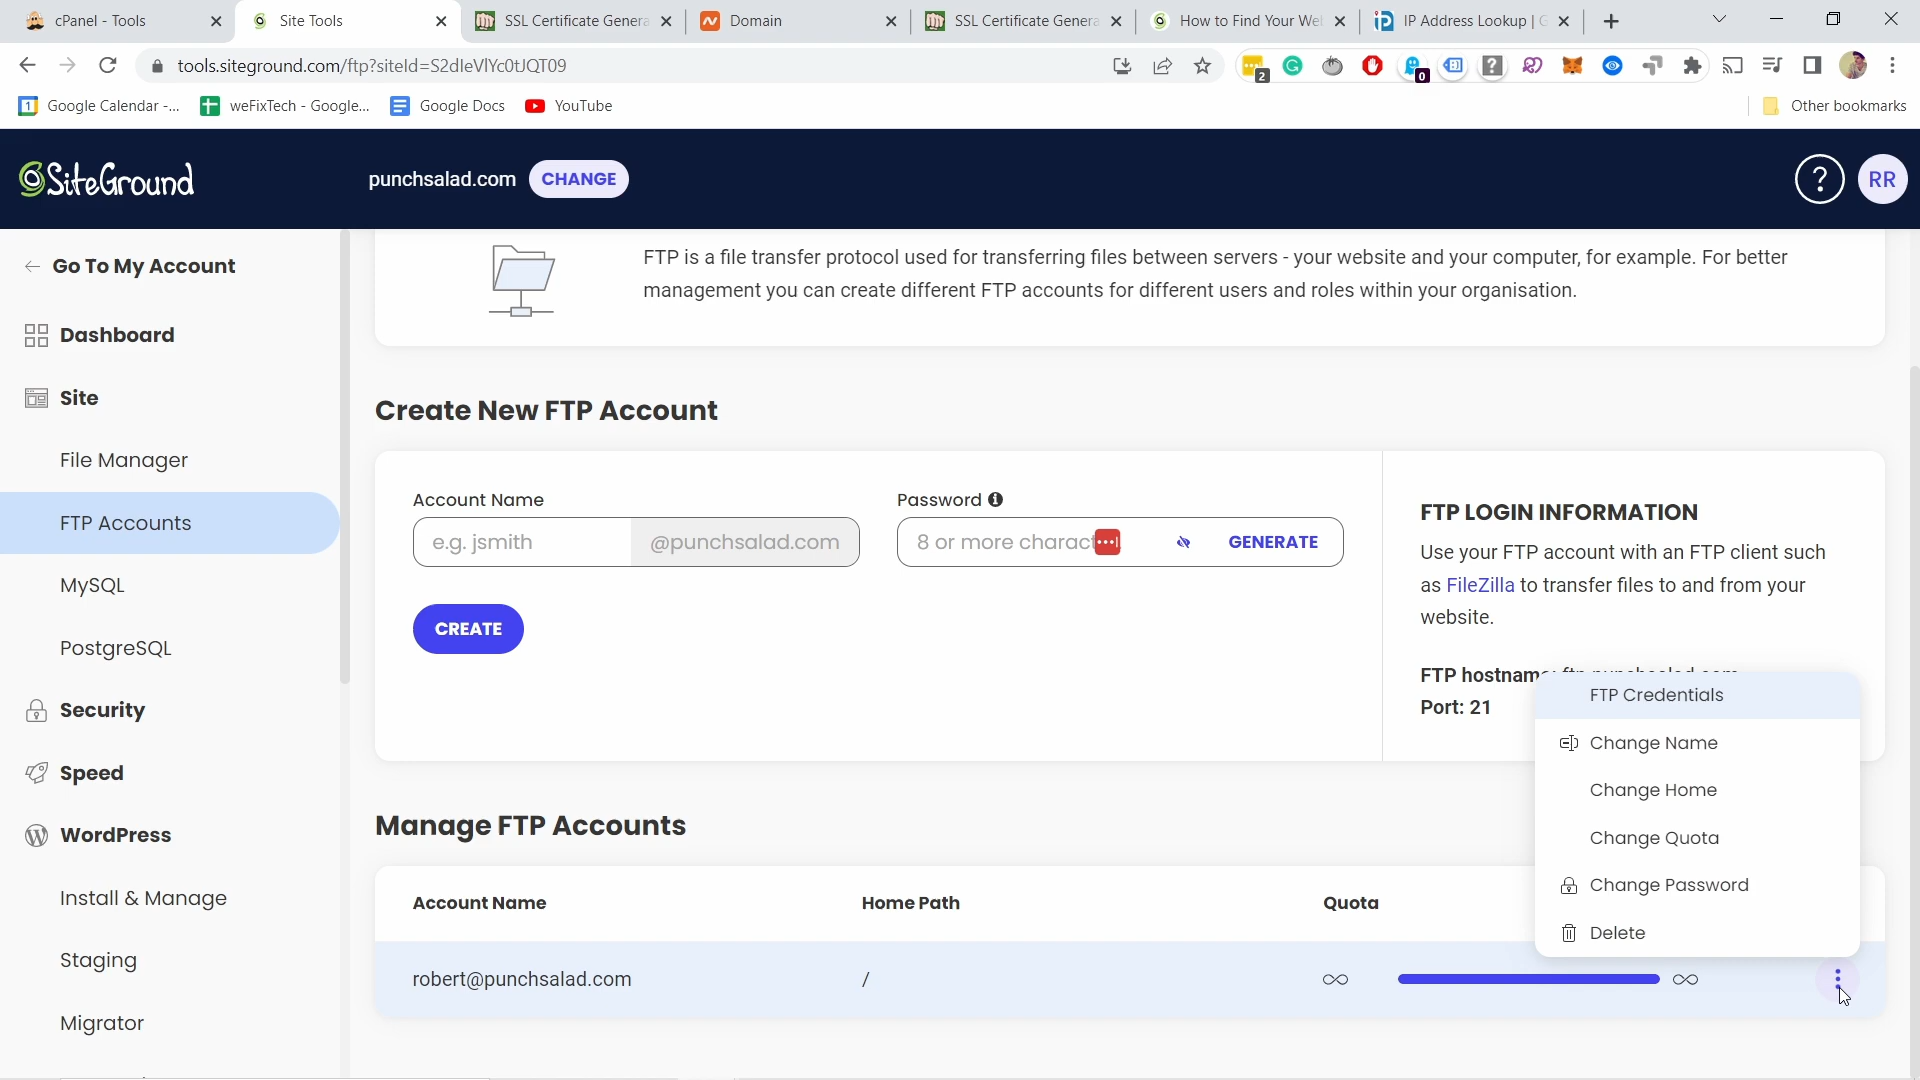 cPanel - Tools
Site Tools
SSL Certificate Genera
Domain
SSL Certificate Genera
How to Find Your We
IP Address Lookup | G
tools.siteground.com/ftp?siteId=S2dleVlYc0tJQT09
2
0
Google Calendar -...
weFixTech - Google...
Google Docs
YouTube
Other bookmarks
SiteGround
punchsalad.com
CHANGE
?
RR
Go To My Account
Dashboard
Site
File Manager
FTP Accounts
MySQL
PostgreSQL
Security
Speed
WordPress
Install & Manage
Staging
Migrator
FTP is a file transfer protocol used for transferring files between servers - your website and your computer, for example. For better
management you can create different FTP accounts for different users and roles within your organisation.
Create New FTP Account
Account Name
e.g. jsmith
@punchsalad.com
Password
8 or more charact
GENERATE
CREATE
FTP LOGIN INFORMATION
Use your FTP account with an FTP client such
as FileZilla to transfer files to and from your
website.
FTP hostname: ftp.punchsalad.com
Port: 21
FTP Credentials
Change Name
Change Home
Change Quota
Change Password
Delete
Manage FTP Accounts
Account Name
Home Path
Quota
robert@punchsalad.com
/
∞
∞